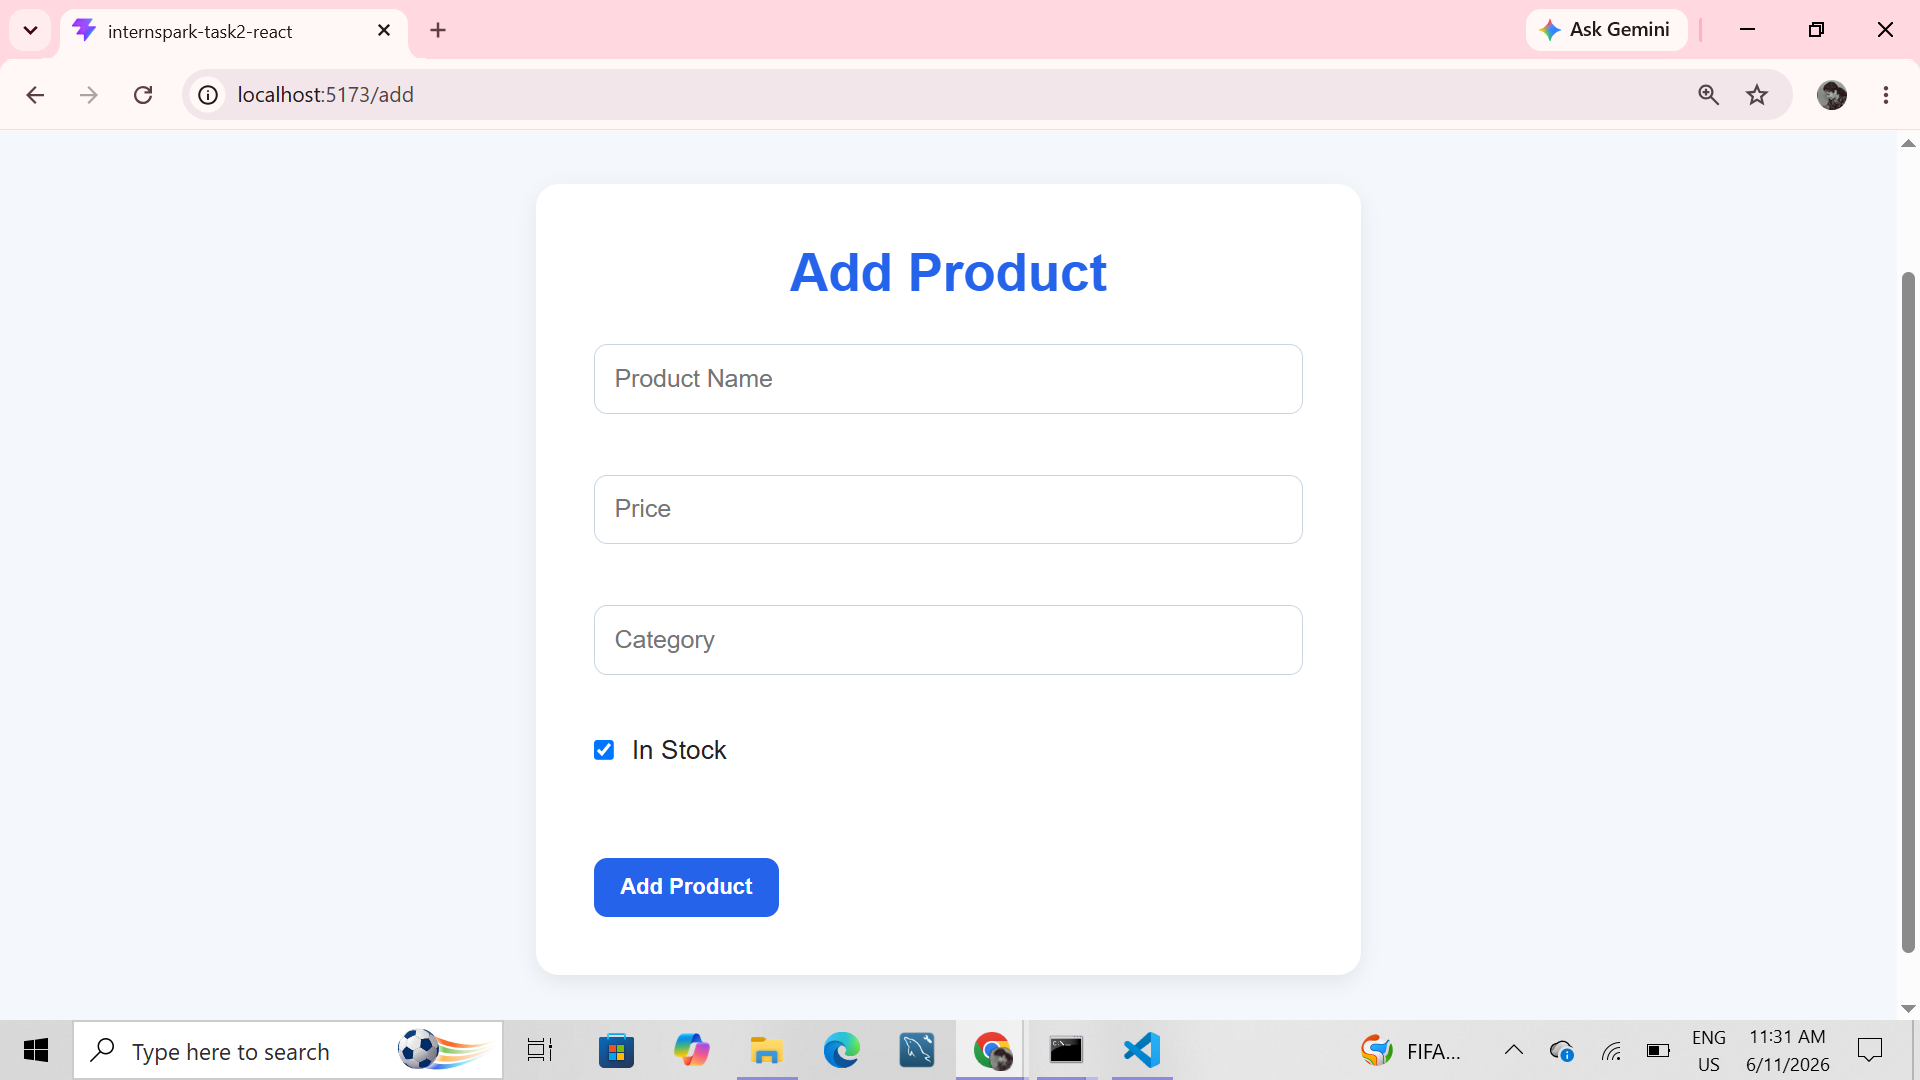 internspark-task2-react
Ask Gemini
localhost:5173/add
Add Product
Product Name
Price
Category
In Stock
Add Product
Type here to search
FIFA...
ENG
US
11:31 AM
6/11/2026